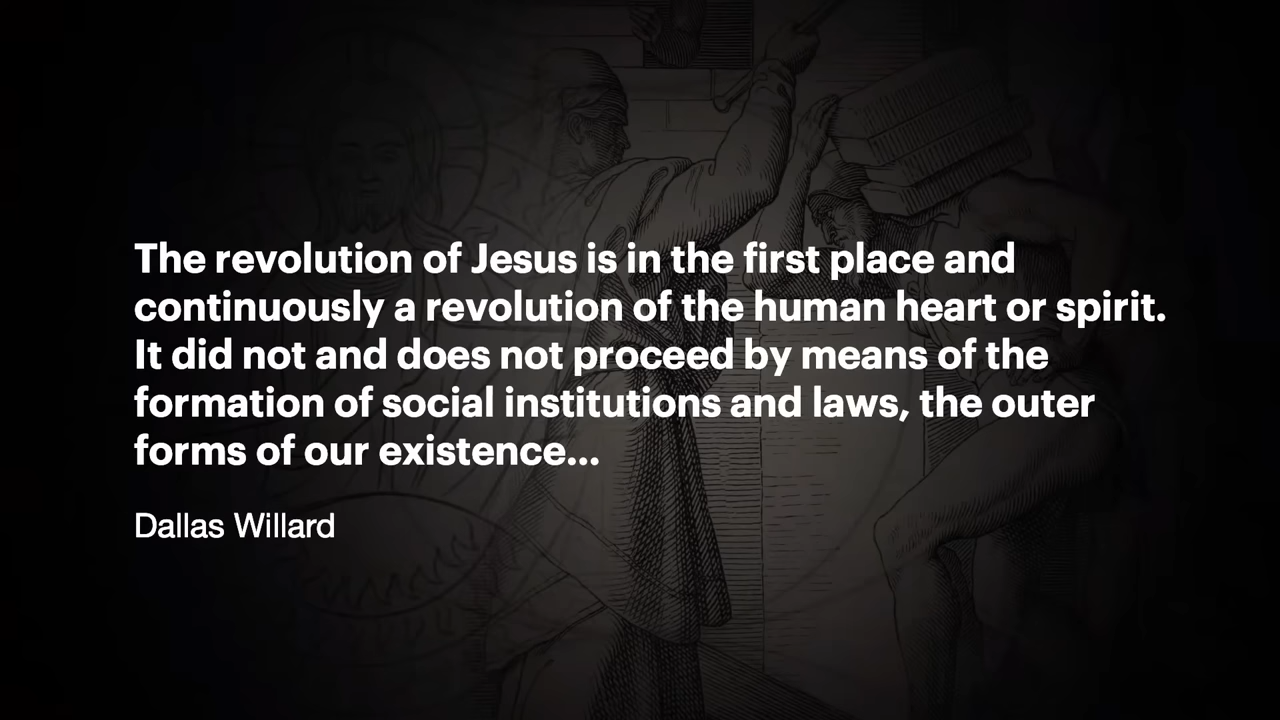 The revolution of Jesus is in the first place and
continuously a revolution of the human heart or spirit.
It did not and does not proceed by means of the
formation of social institutions and laws, the outer
forms of our existence...
Dallas Willard